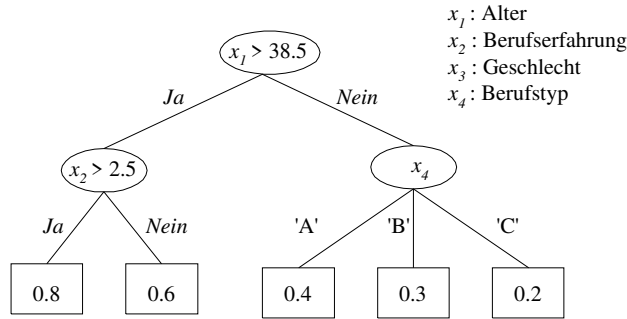 x1 : Alter
x2 : Berufserfahrung
x3 : Geschlecht
x4 : Berufstyp
x1 > 38.5
Ja
Nein
x2 > 2.5
x4
Ja
Nein
'A'
'B'
'C'
0.8
0.6
0.4
0.3
0.2